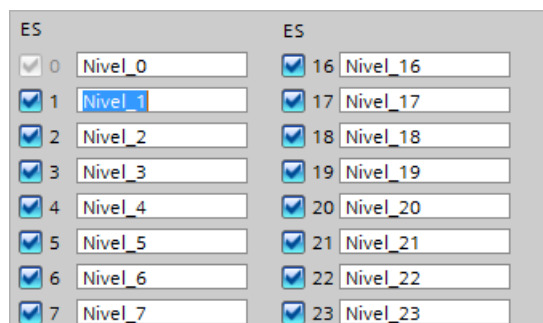 ES ES
0 Nivel_0 16 Nivel_16
1 Nivel_1 17 Nivel_17
2 Nivel_2 18 Nivel_18
3 Nivel_3 19 Nivel_19
4 Nivel_4 20 Nivel_20
5 Nivel_5 21 Nivel_21
6 Nivel_6 22 Nivel_22
7 Nivel_7 23 Nivel_23